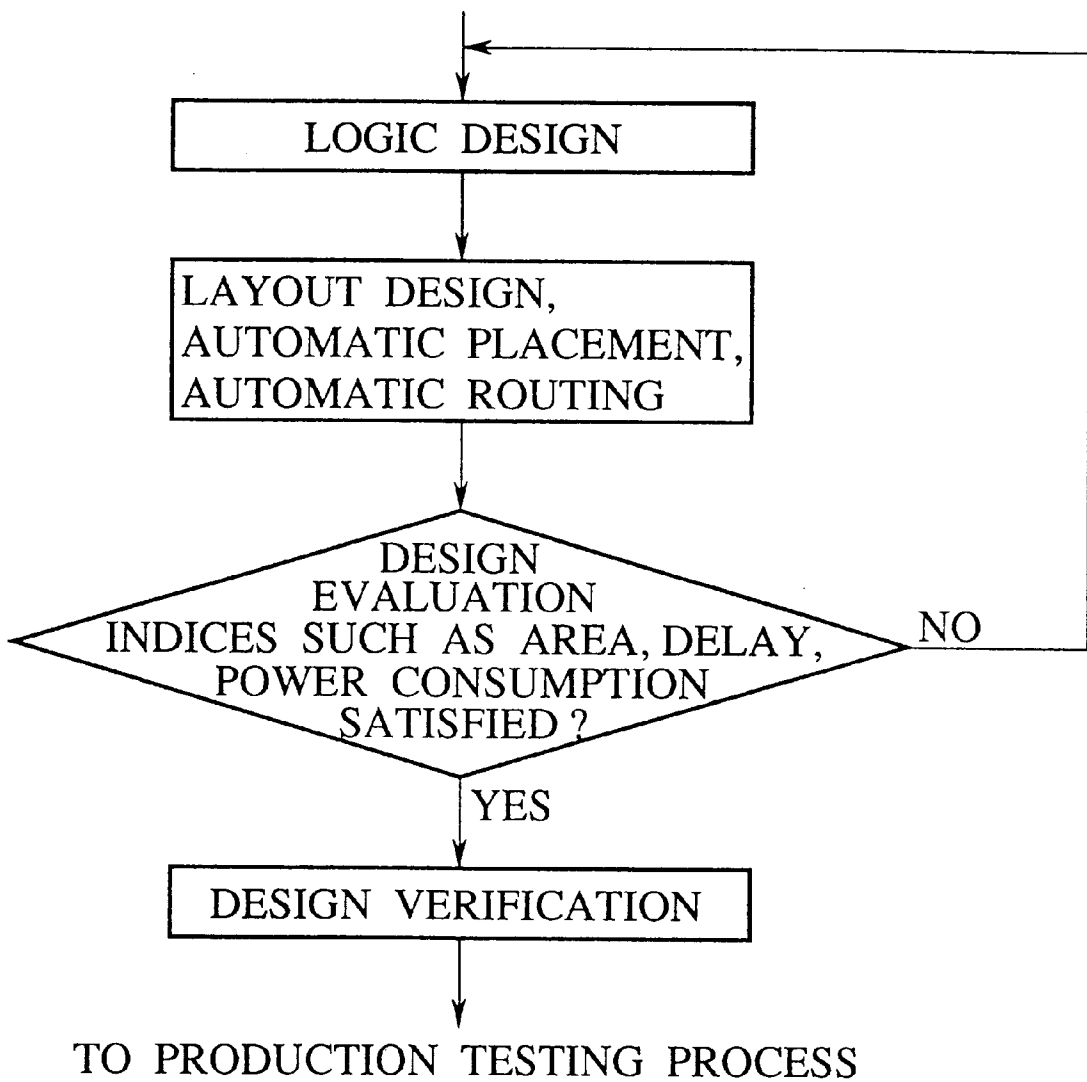 LOGIC DESIGN
LAYOUT DESIGN,
AUTOMATIC PLACEMENT,
AUTOMATIC ROUTING
DESIGN
EVALUATION
INDICES SUCH AS AREA, DELAY,
POWER CONSUMPTION
SATISFIED?
NO
YES
DESIGN VERIFICATION
TO PRODUCTION TESTING PROCESS